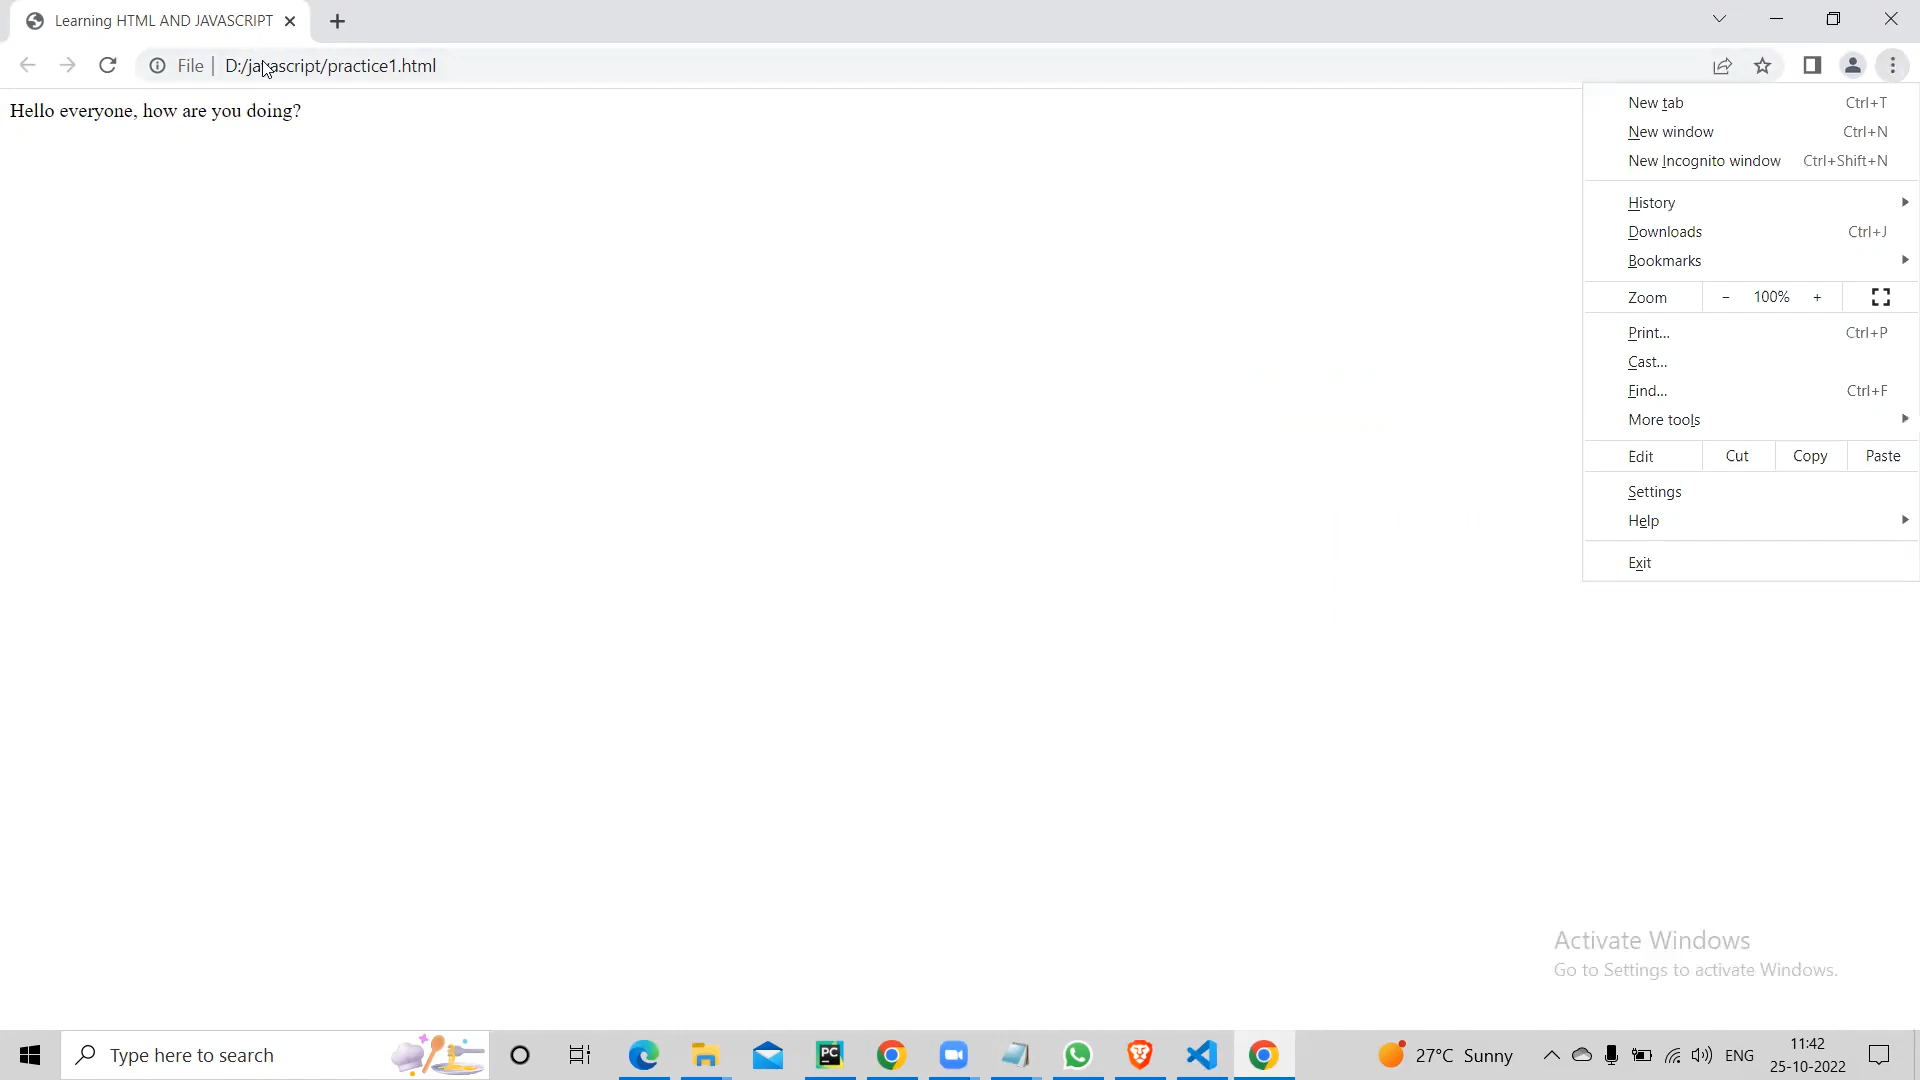 Learning HTML AND JAVASCRIPT
File D:/javascript/practice1.html
Hello everyone, how are you doing?
New tab Ctrl+T
New window Ctrl+N
New Incognito window Ctrl+Shift+N
History
Downloads Ctrl+J
Bookmarks
Zoom - 100% +
Print... Ctrl+P
Cast...
Find... Ctrl+F
More tools
Edit Cut Copy Paste
Settings
Help
Exit
Activate Windows
Go to Settings to activate Windows.
Type here to search
PC
27°C Sunny
ENG
11:42
25-10-2022